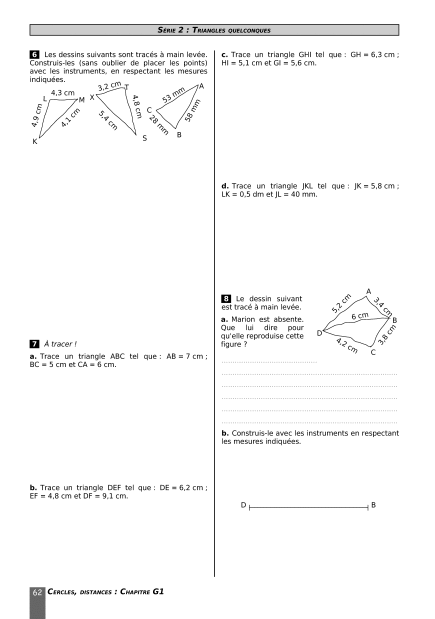 SÉRIE 2 : TRIANGLES QUELCONQUES
6 Les dessins suivants sont tracés à main levée.
Construis-les (sans oublier de placer les points)
avec les instruments, en respectant les mesures
indiquées.
L 4,3 cm M
4,9 cm
4,1 cm
K
X 3,2 cm T
4,8 cm
5,4 cm
S
A
53 mm
C
58 mm
28 mm
B
7 À tracer !
a. Trace un triangle ABC tel que : AB = 7 cm ;
BC = 5 cm et CA = 6 cm.
b. Trace un triangle DEF tel que : DE = 6,2 cm ;
EF = 4,8 cm et DF = 9,1 cm.
c. Trace un triangle GHI tel que : GH = 6,3 cm ;
HI = 5,1 cm et GI = 5,6 cm.
d. Trace un triangle JKL tel que : JK = 5,8 cm ;
LK = 0,5 dm et JL = 40 mm.
8 Le dessin suivant
est tracé à main levée.
a. Marion est absente.
Que lui dire pour
qu'elle reproduise cette
figure ?
A
5,2 cm
3,4 cm
6 cm
B
D
4,2 cm
3,8 cm
C
b. Construis-le avec les instruments en respectant
les mesures indiquées.
D B
62 CERCLES, DISTANCES : CHAPITRE G1